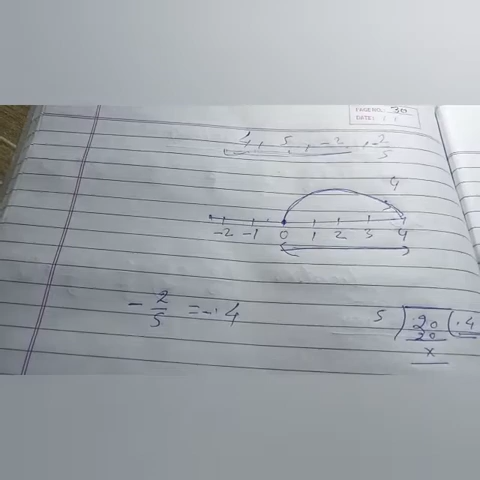 PAGE NO.: 30
DATE: / /
4, 5, -2, 2/5
4
-2 -1 0 1 2 3 4
- 2/5 = -.4
5 ) 20 ( .4
20
x